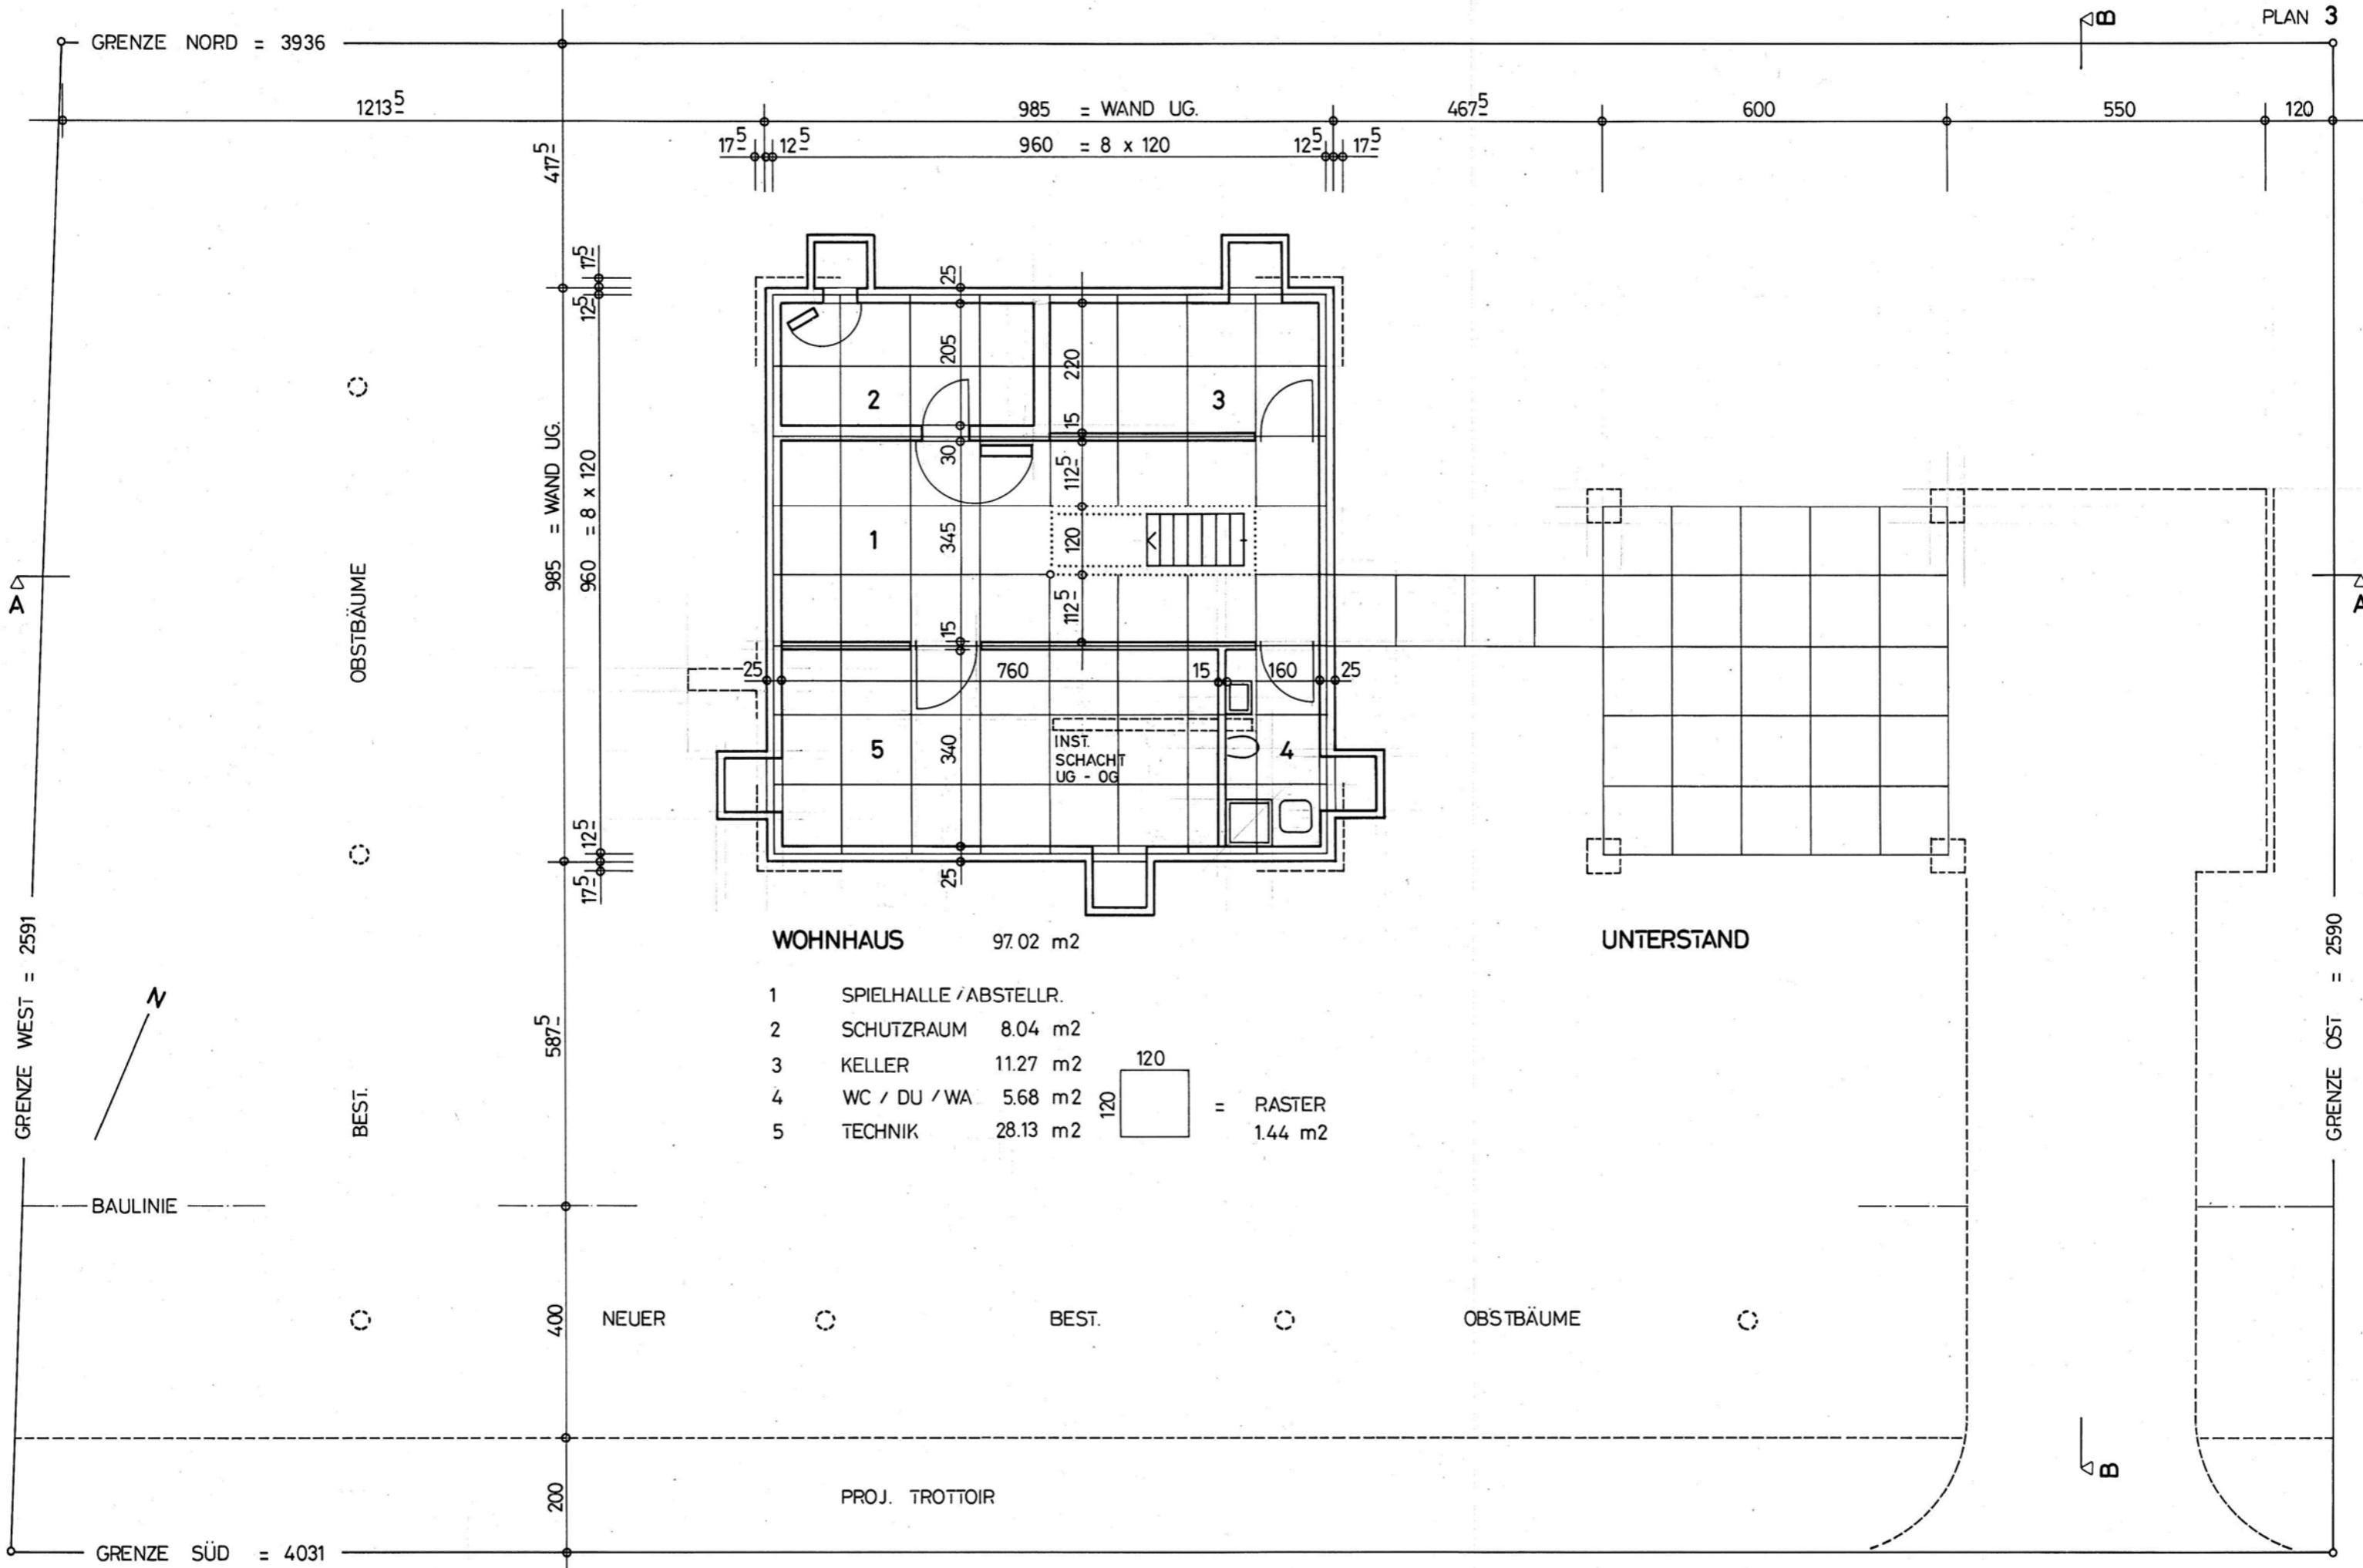 PLAN 3
B
GRENZE NORD = 3936
1213 5
985 = WAND UG.
467 5
600
550
120
17 5
12 5
960 = 8 x 120
12 5
17 5
417 5
17 5
12 5
985 = WAND UG.
960 = 8 x 120
12 5
17 5
587 5
400
200
25
205
30
345
15
340
25
220
15
112 5
120
112 5
2
3
1
25
760
15
160
25
5
INST.
SCHACHT
UG - OG
4
A
A
OBSTBÄUME
BEST.
GRENZE WEST = 2591
GRENZE OST = 2590
N
WOHNHAUS 97.02 m2
UNTERSTAND
1 SPIELHALLE / ABSTELLR.
2 SCHUTZRAUM 8.04 m2
3 KELLER 11.27 m2
4 WC / DU / WA 5.68 m2
5 TECHNIK 28.13 m2
120
120
= RASTER
1.44 m2
BAULINIE
NEUER BEST. OBSTBÄUME
B
PROJ. TROTTOIR
GRENZE SÜD = 4031